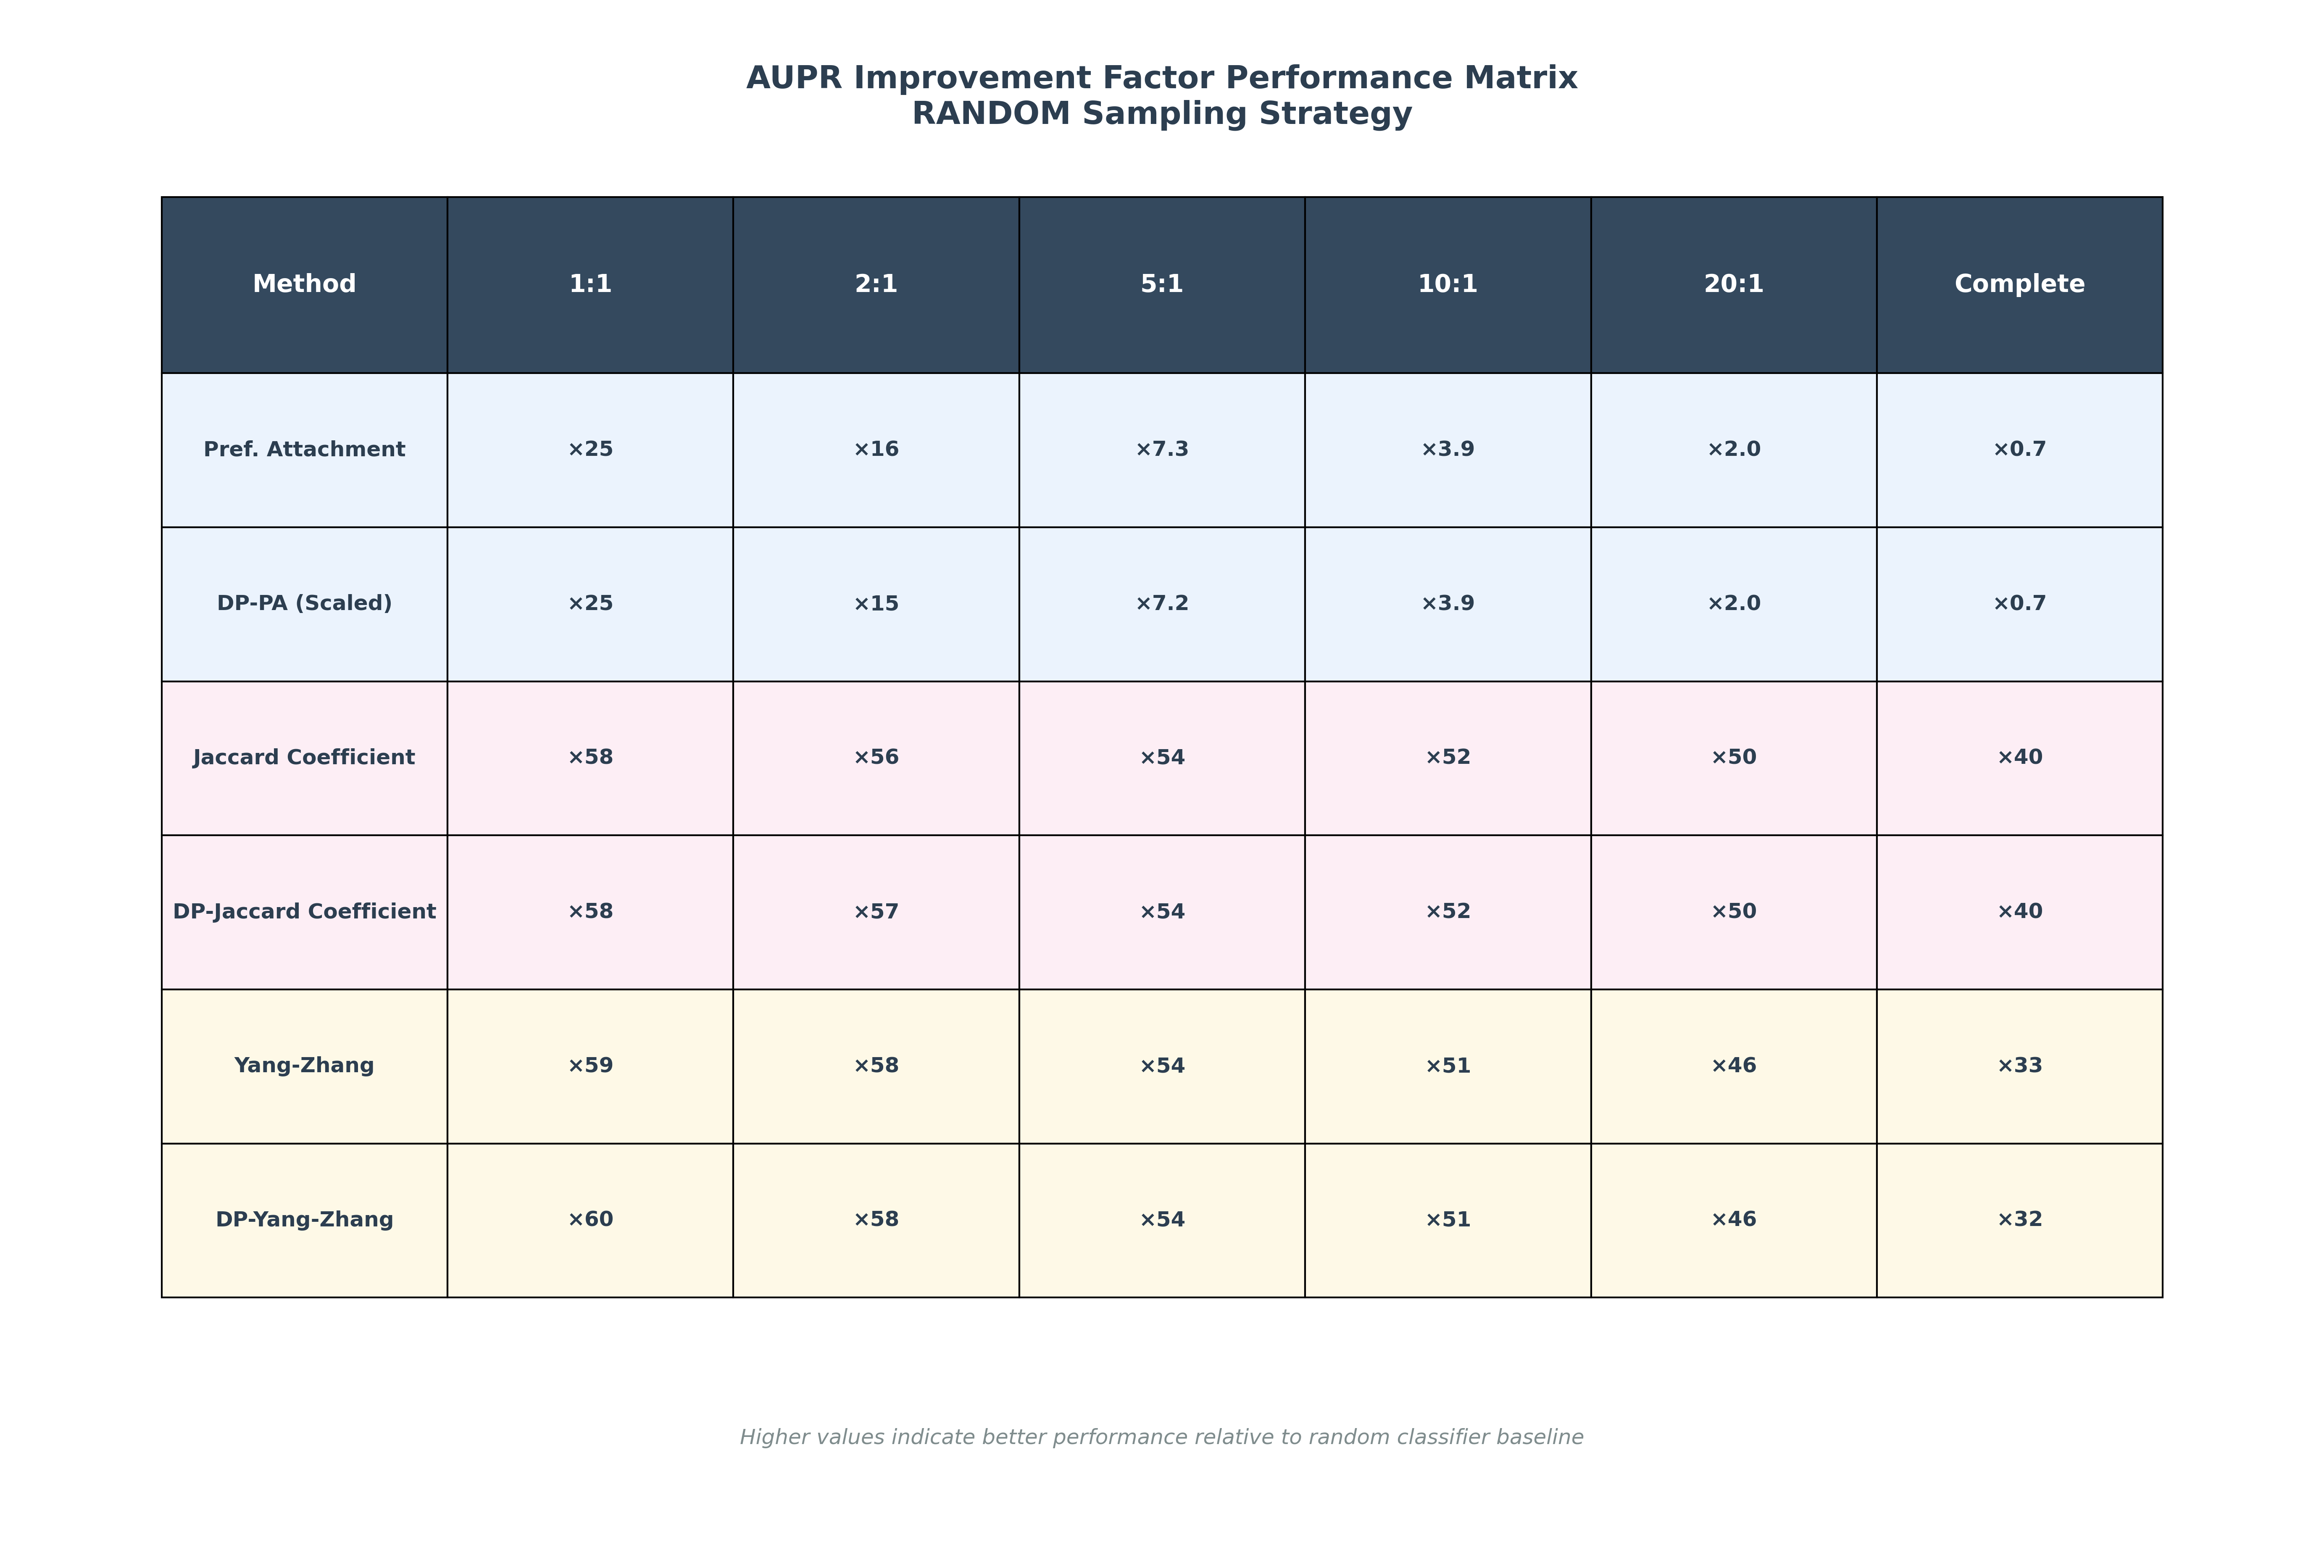 AUPR Improvement Factor Performance Matrix
RANDOM Sampling Strategy
Method 1:1 2:1 5:1 10:1 20:1 Complete
Pref. Attachment ×25 ×16 ×7.3 ×3.9 ×2.0 ×0.7
DP-PA (Scaled) ×25 ×15 ×7.2 ×3.9 ×2.0 ×0.7
Jaccard Coefficient ×58 ×56 ×54 ×52 ×50 ×40
DP-Jaccard Coefficient ×58 ×57 ×54 ×52 ×50 ×40
Yang-Zhang ×59 ×58 ×54 ×51 ×46 ×33
DP-Yang-Zhang ×60 ×58 ×54 ×51 ×46 ×32
Higher values indicate better performance relative to random classifier baseline